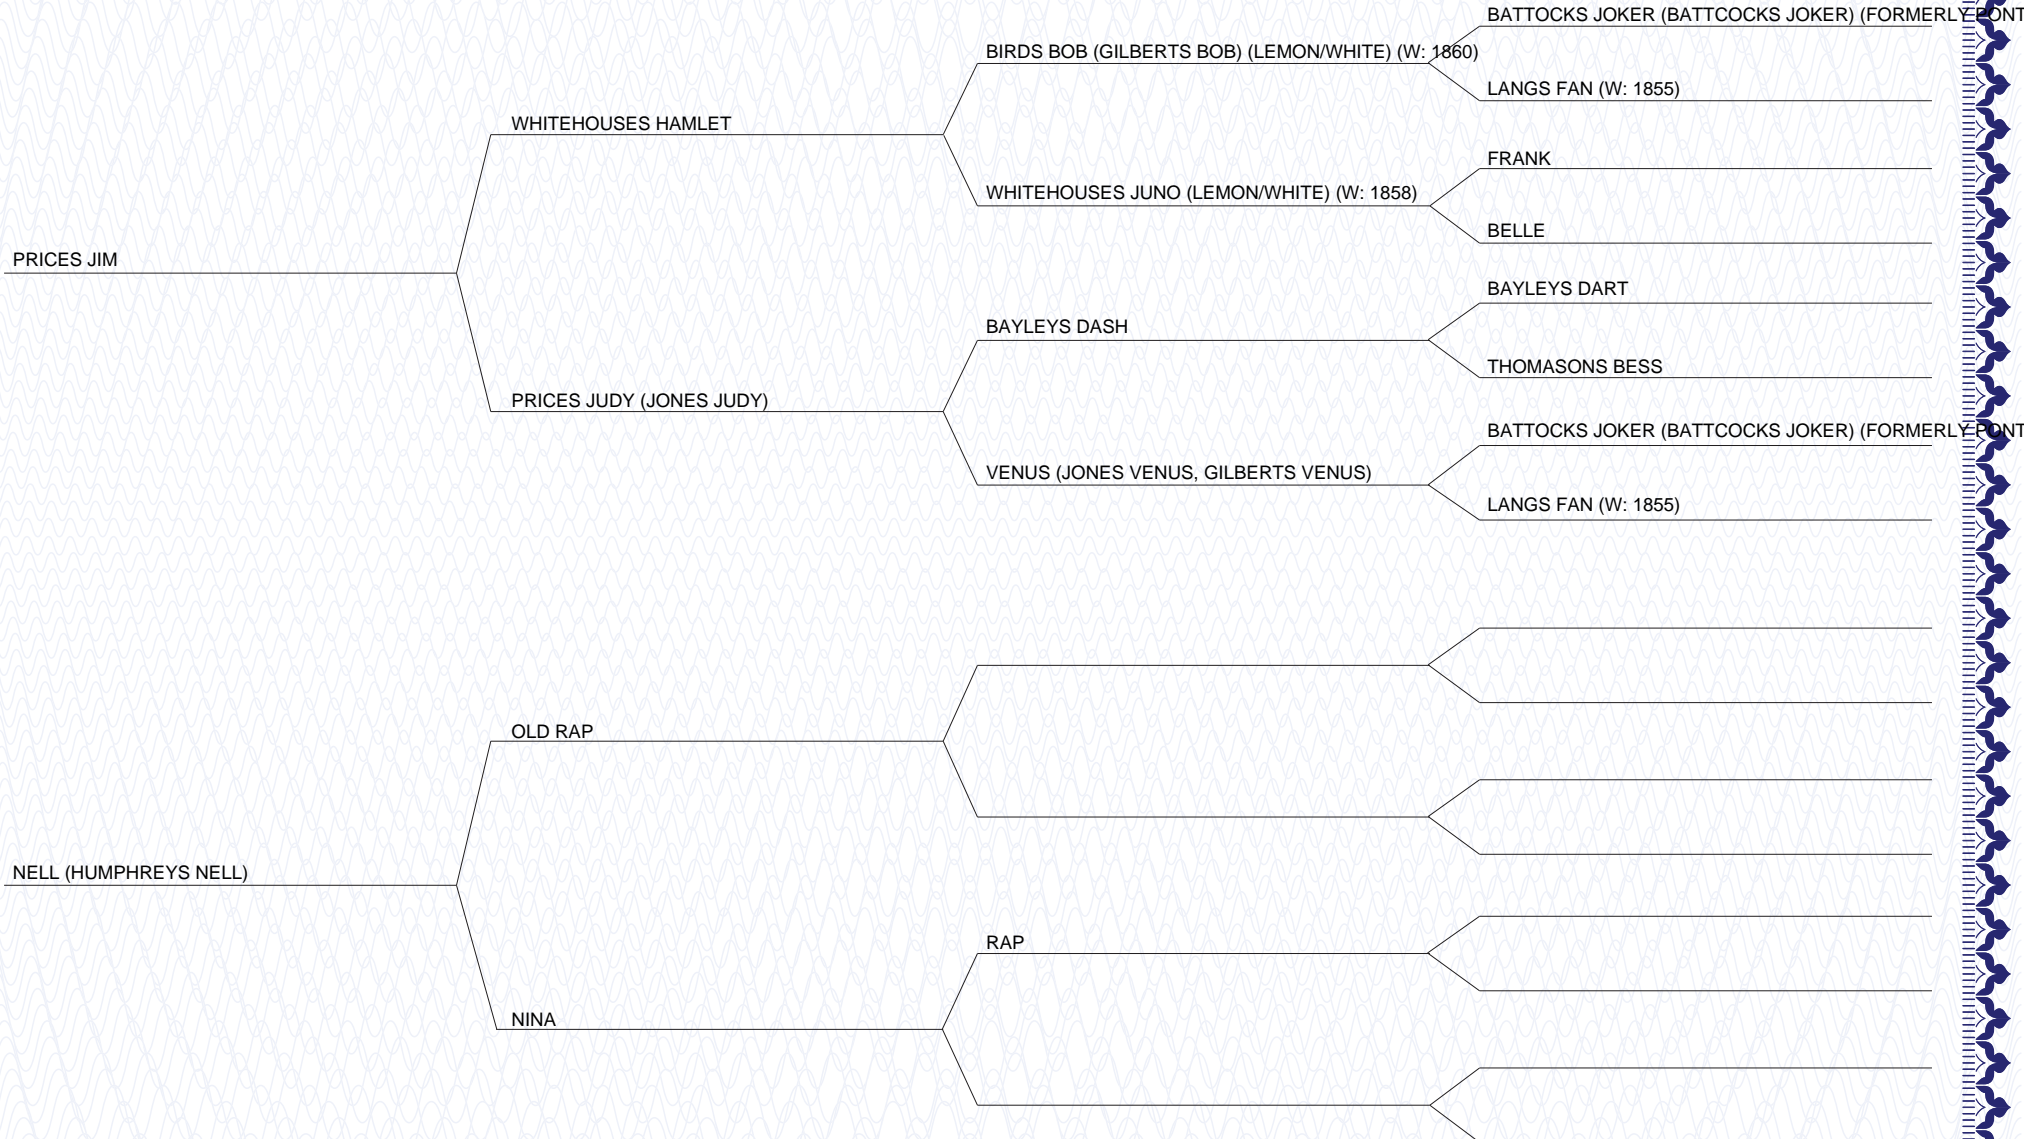 BATTOCKS JOKER (BATTCOCKS JOKER) (FORMERLY PONT
BIRDS BOB (GILBERTS BOB) (LEMON/WHITE) (W: 1860)
LANGS FAN (W: 1855)
WHITEHOUSES HAMLET
FRANK
WHITEHOUSES JUNO (LEMON/WHITE) (W: 1858)
BELLE
PRICES JIM
BAYLEYS DART
BAYLEYS DASH
THOMASONS BESS
PRICES JUDY (JONES JUDY)
BATTOCKS JOKER (BATTCOCKS JOKER) (FORMERLY PONT
VENUS (JONES VENUS, GILBERTS VENUS)
LANGS FAN (W: 1855)
OLD RAP
NELL (HUMPHREYS NELL)
RAP
NINA